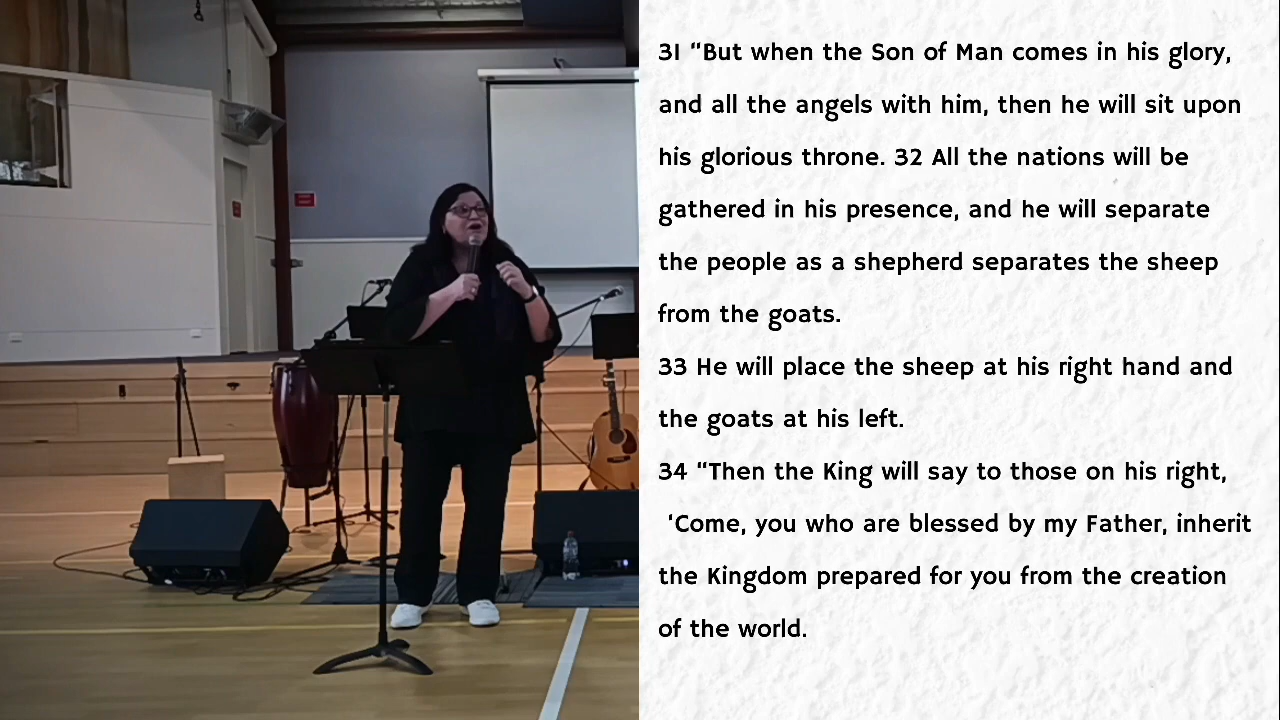 31 “But when the Son of Man comes in his glory,
and all the angels with him, then he will sit upon
his glorious throne. 32 All the nations will be
gathered in his presence, and he will separate
the people as a shepherd separates the sheep
from the goats.
33 He will place the sheep at his right hand and
the goats at his left.
34 “Then the King will say to those on his right,
‘Come, you who are blessed by my Father, inherit
the Kingdom prepared for you from the creation
of the world.